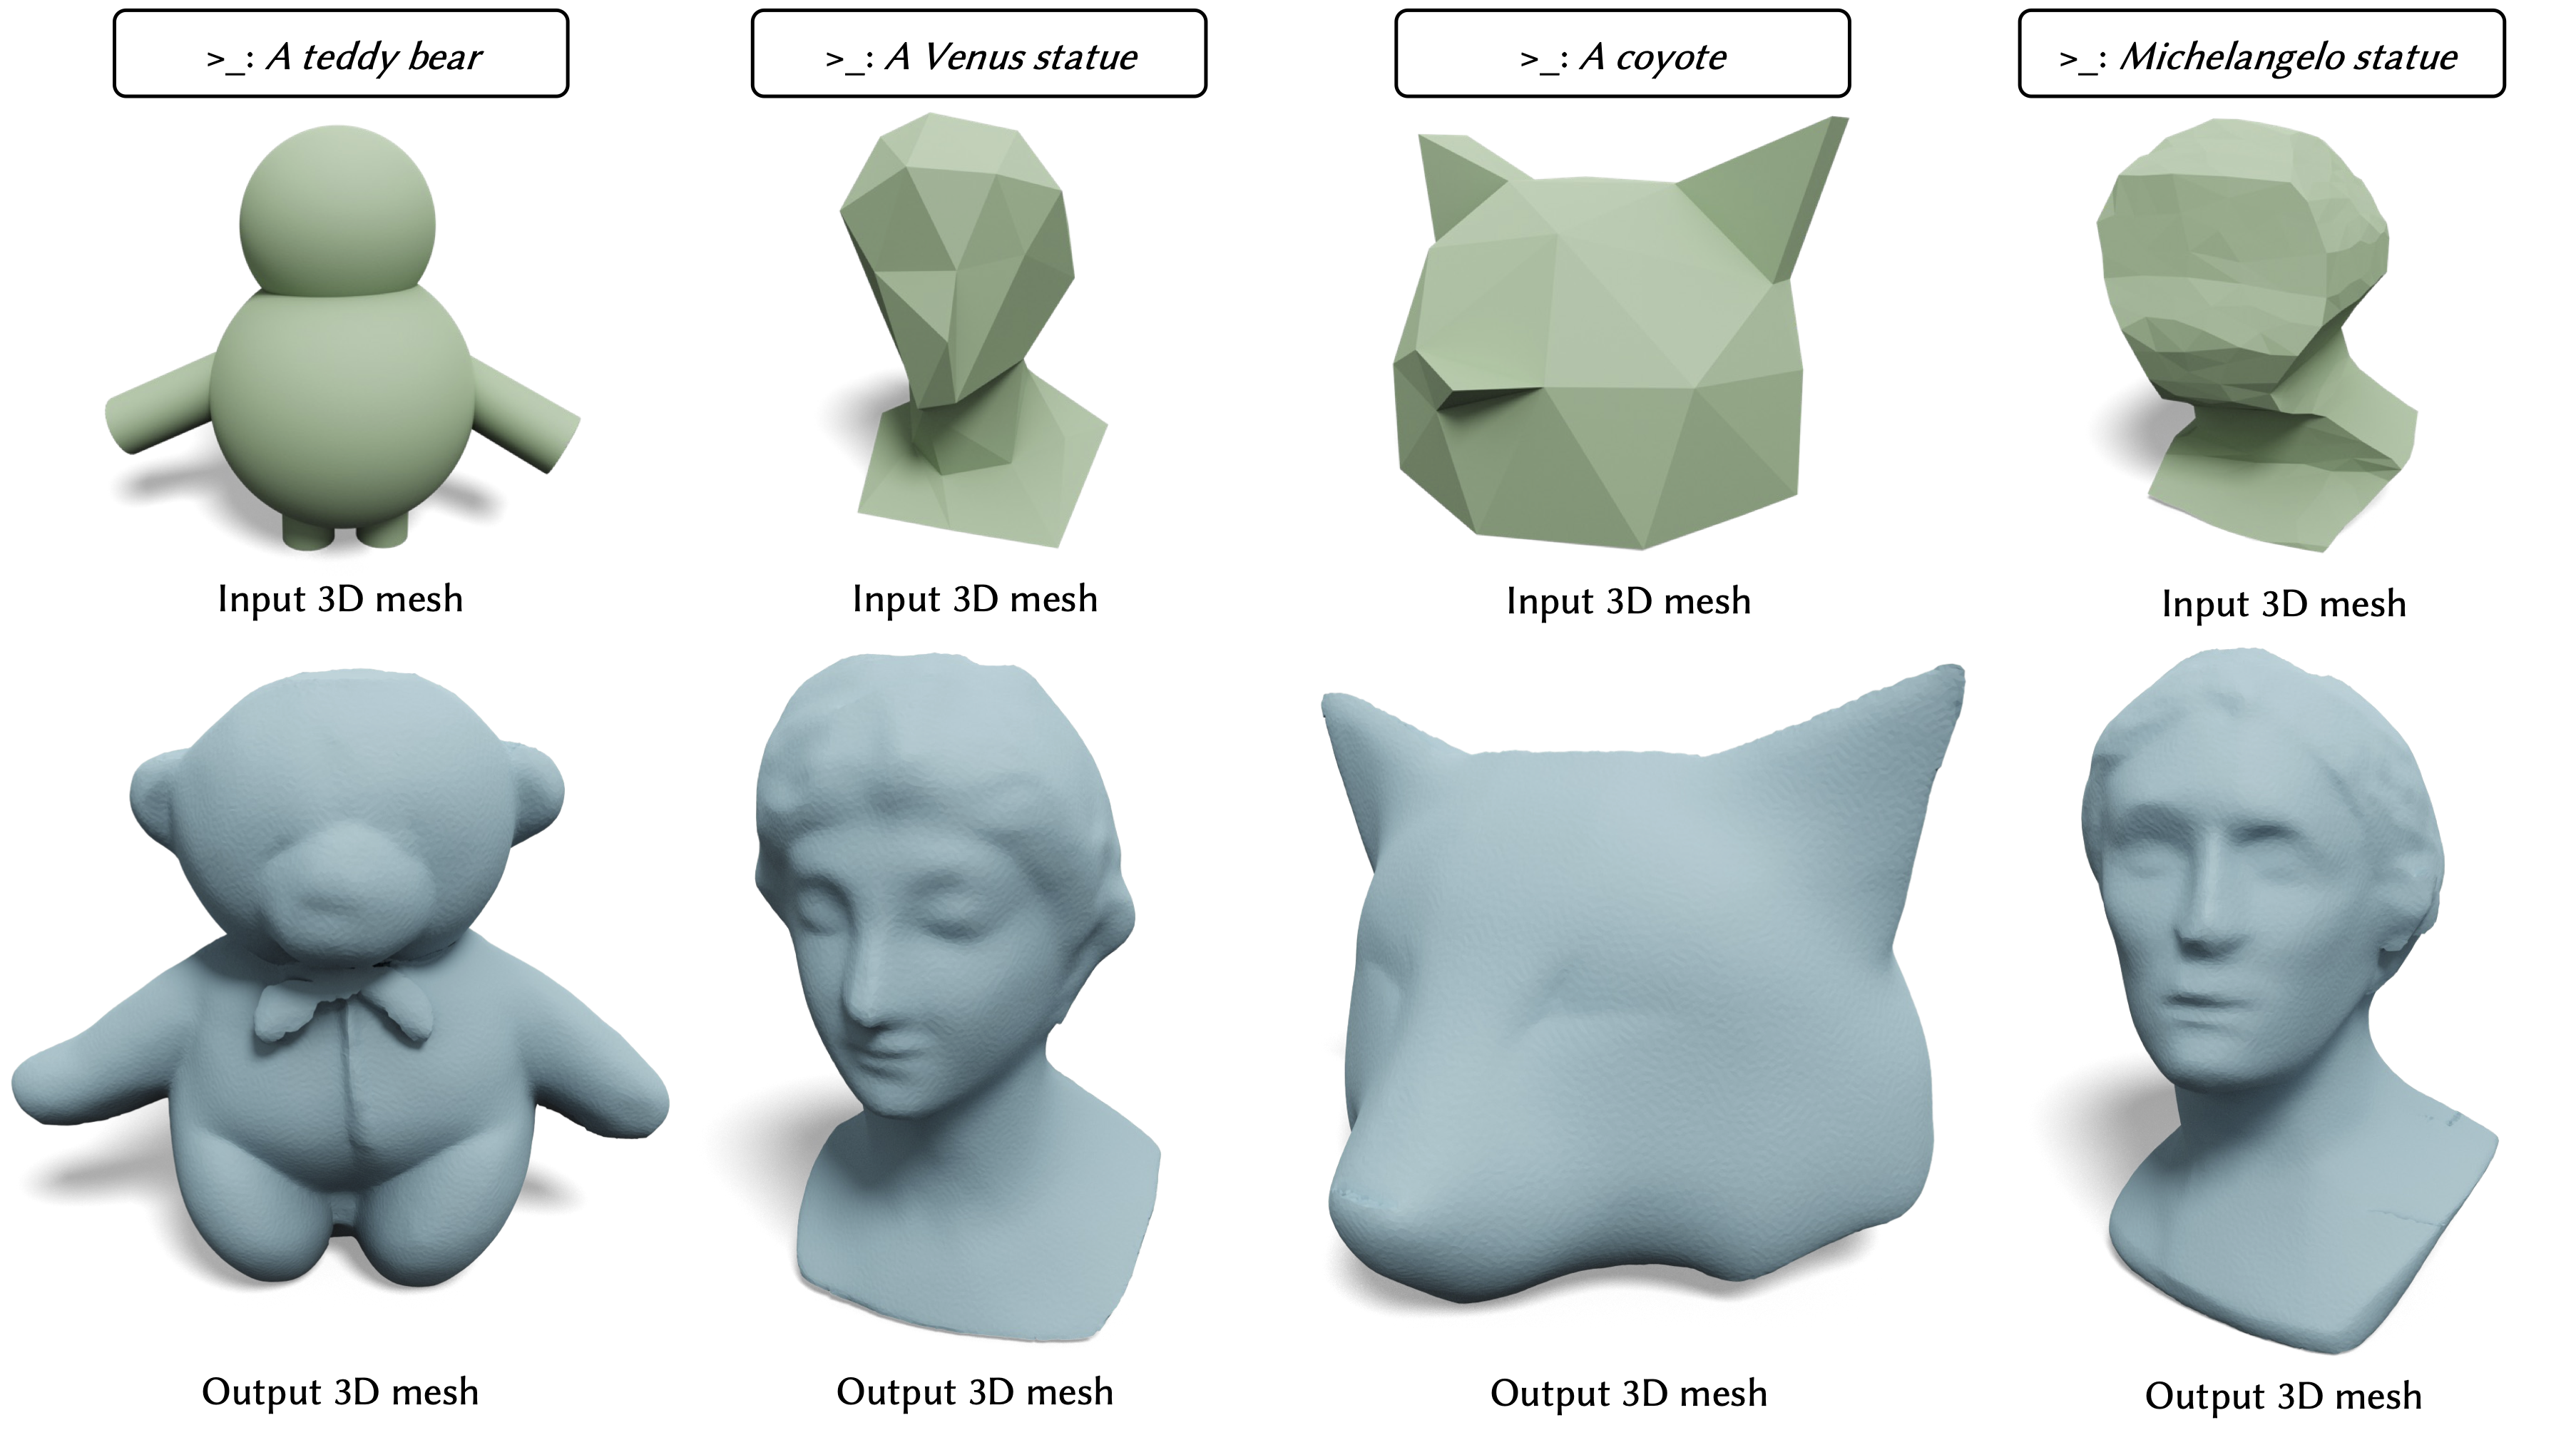 >_: A teddy bear
>_: A Venus statue
>_: A coyote
>_: Michelangelo statue
Input 3D mesh
Input 3D mesh
Input 3D mesh
Input 3D mesh
Output 3D mesh
Output 3D mesh
Output 3D mesh
Output 3D mesh